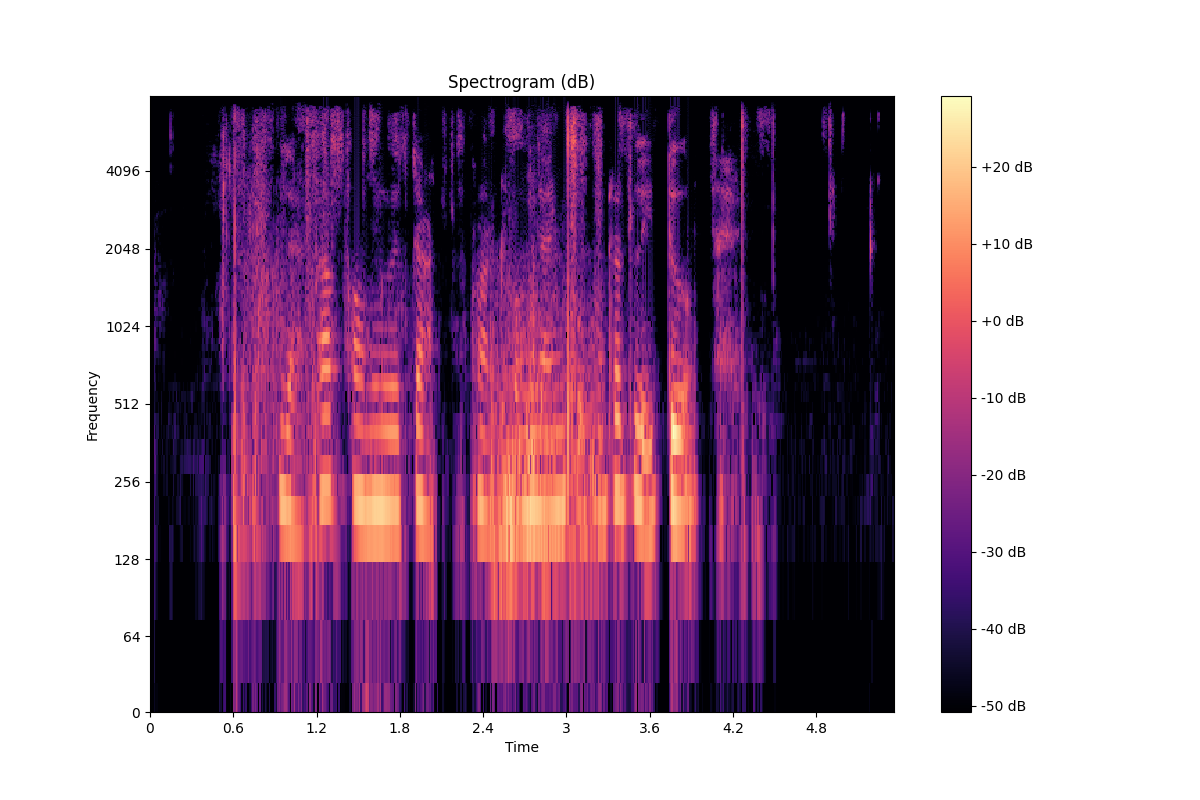 Spectrogram (dB)
4096
2048
1024
512
256
128
64
0
Frequency
0 0.6 1.2 1.8 2.4 3 3.6 4.2 4.8
Time
+20 dB
+10 dB
+0 dB
-10 dB
-20 dB
-30 dB
-40 dB
-50 dB